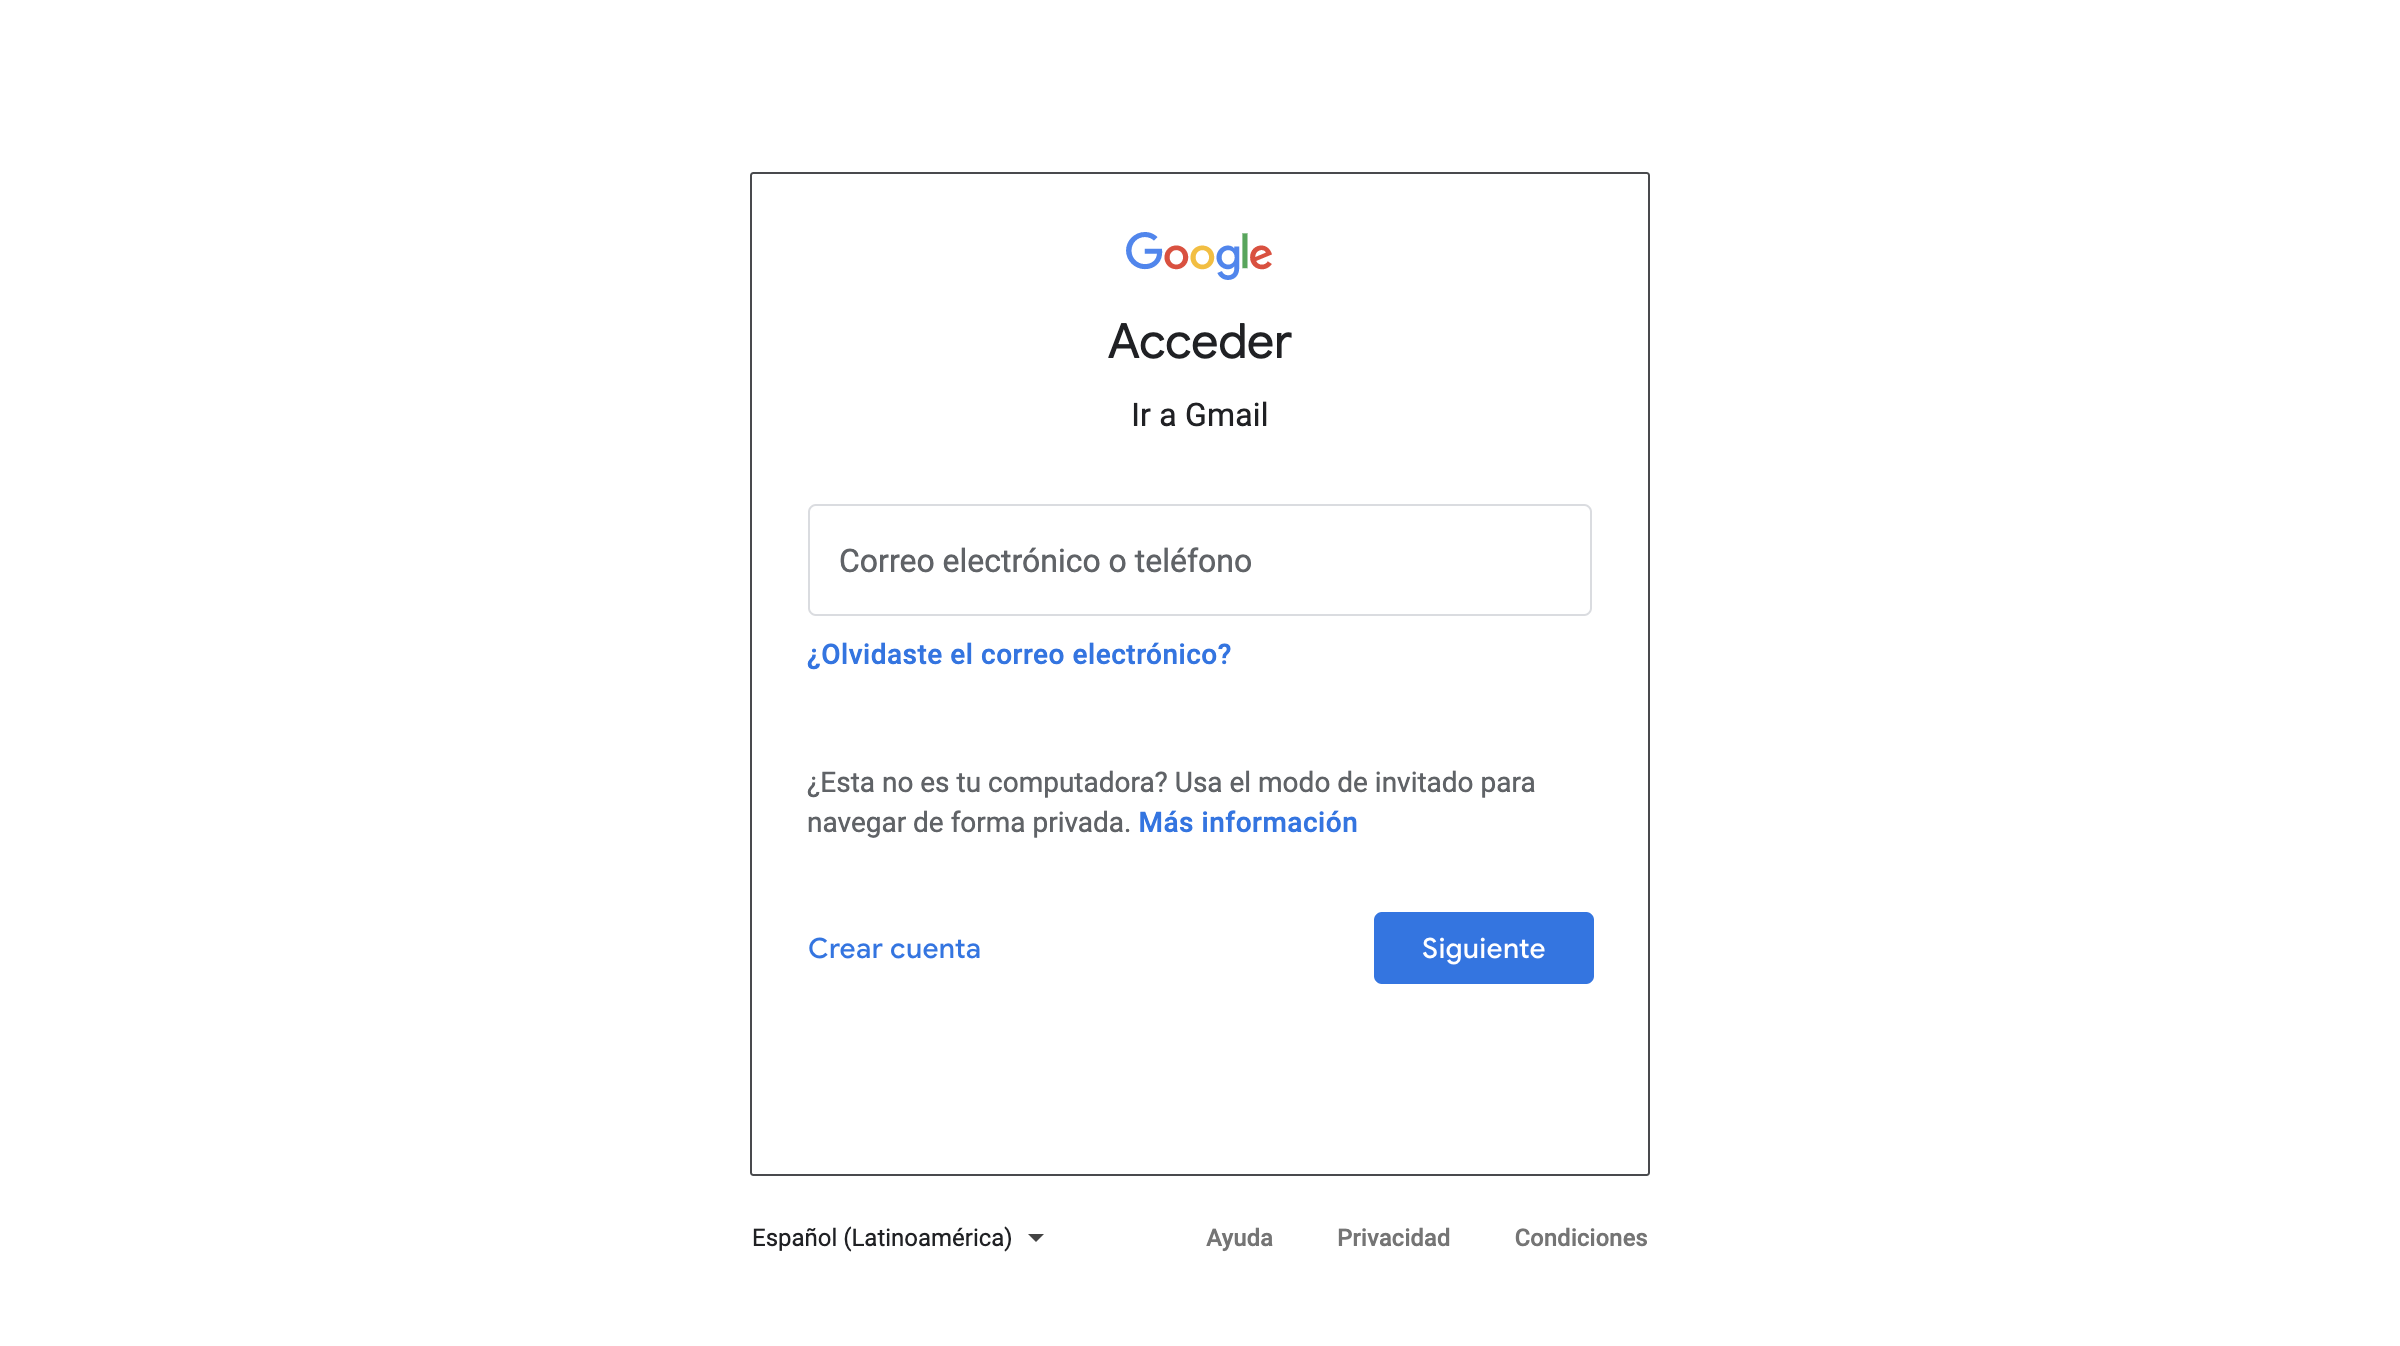 Google
Acceder
Ir a Gmail
Correo electrónico o teléfono
¿Olvidaste el correo electrónico?
¿Esta no es tu computadora? Usa el modo de invitado para
navegar de forma privada. Más información
Crear cuenta
Siguiente
Español (Latinoamérica)
Ayuda
Privacidad
Condiciones